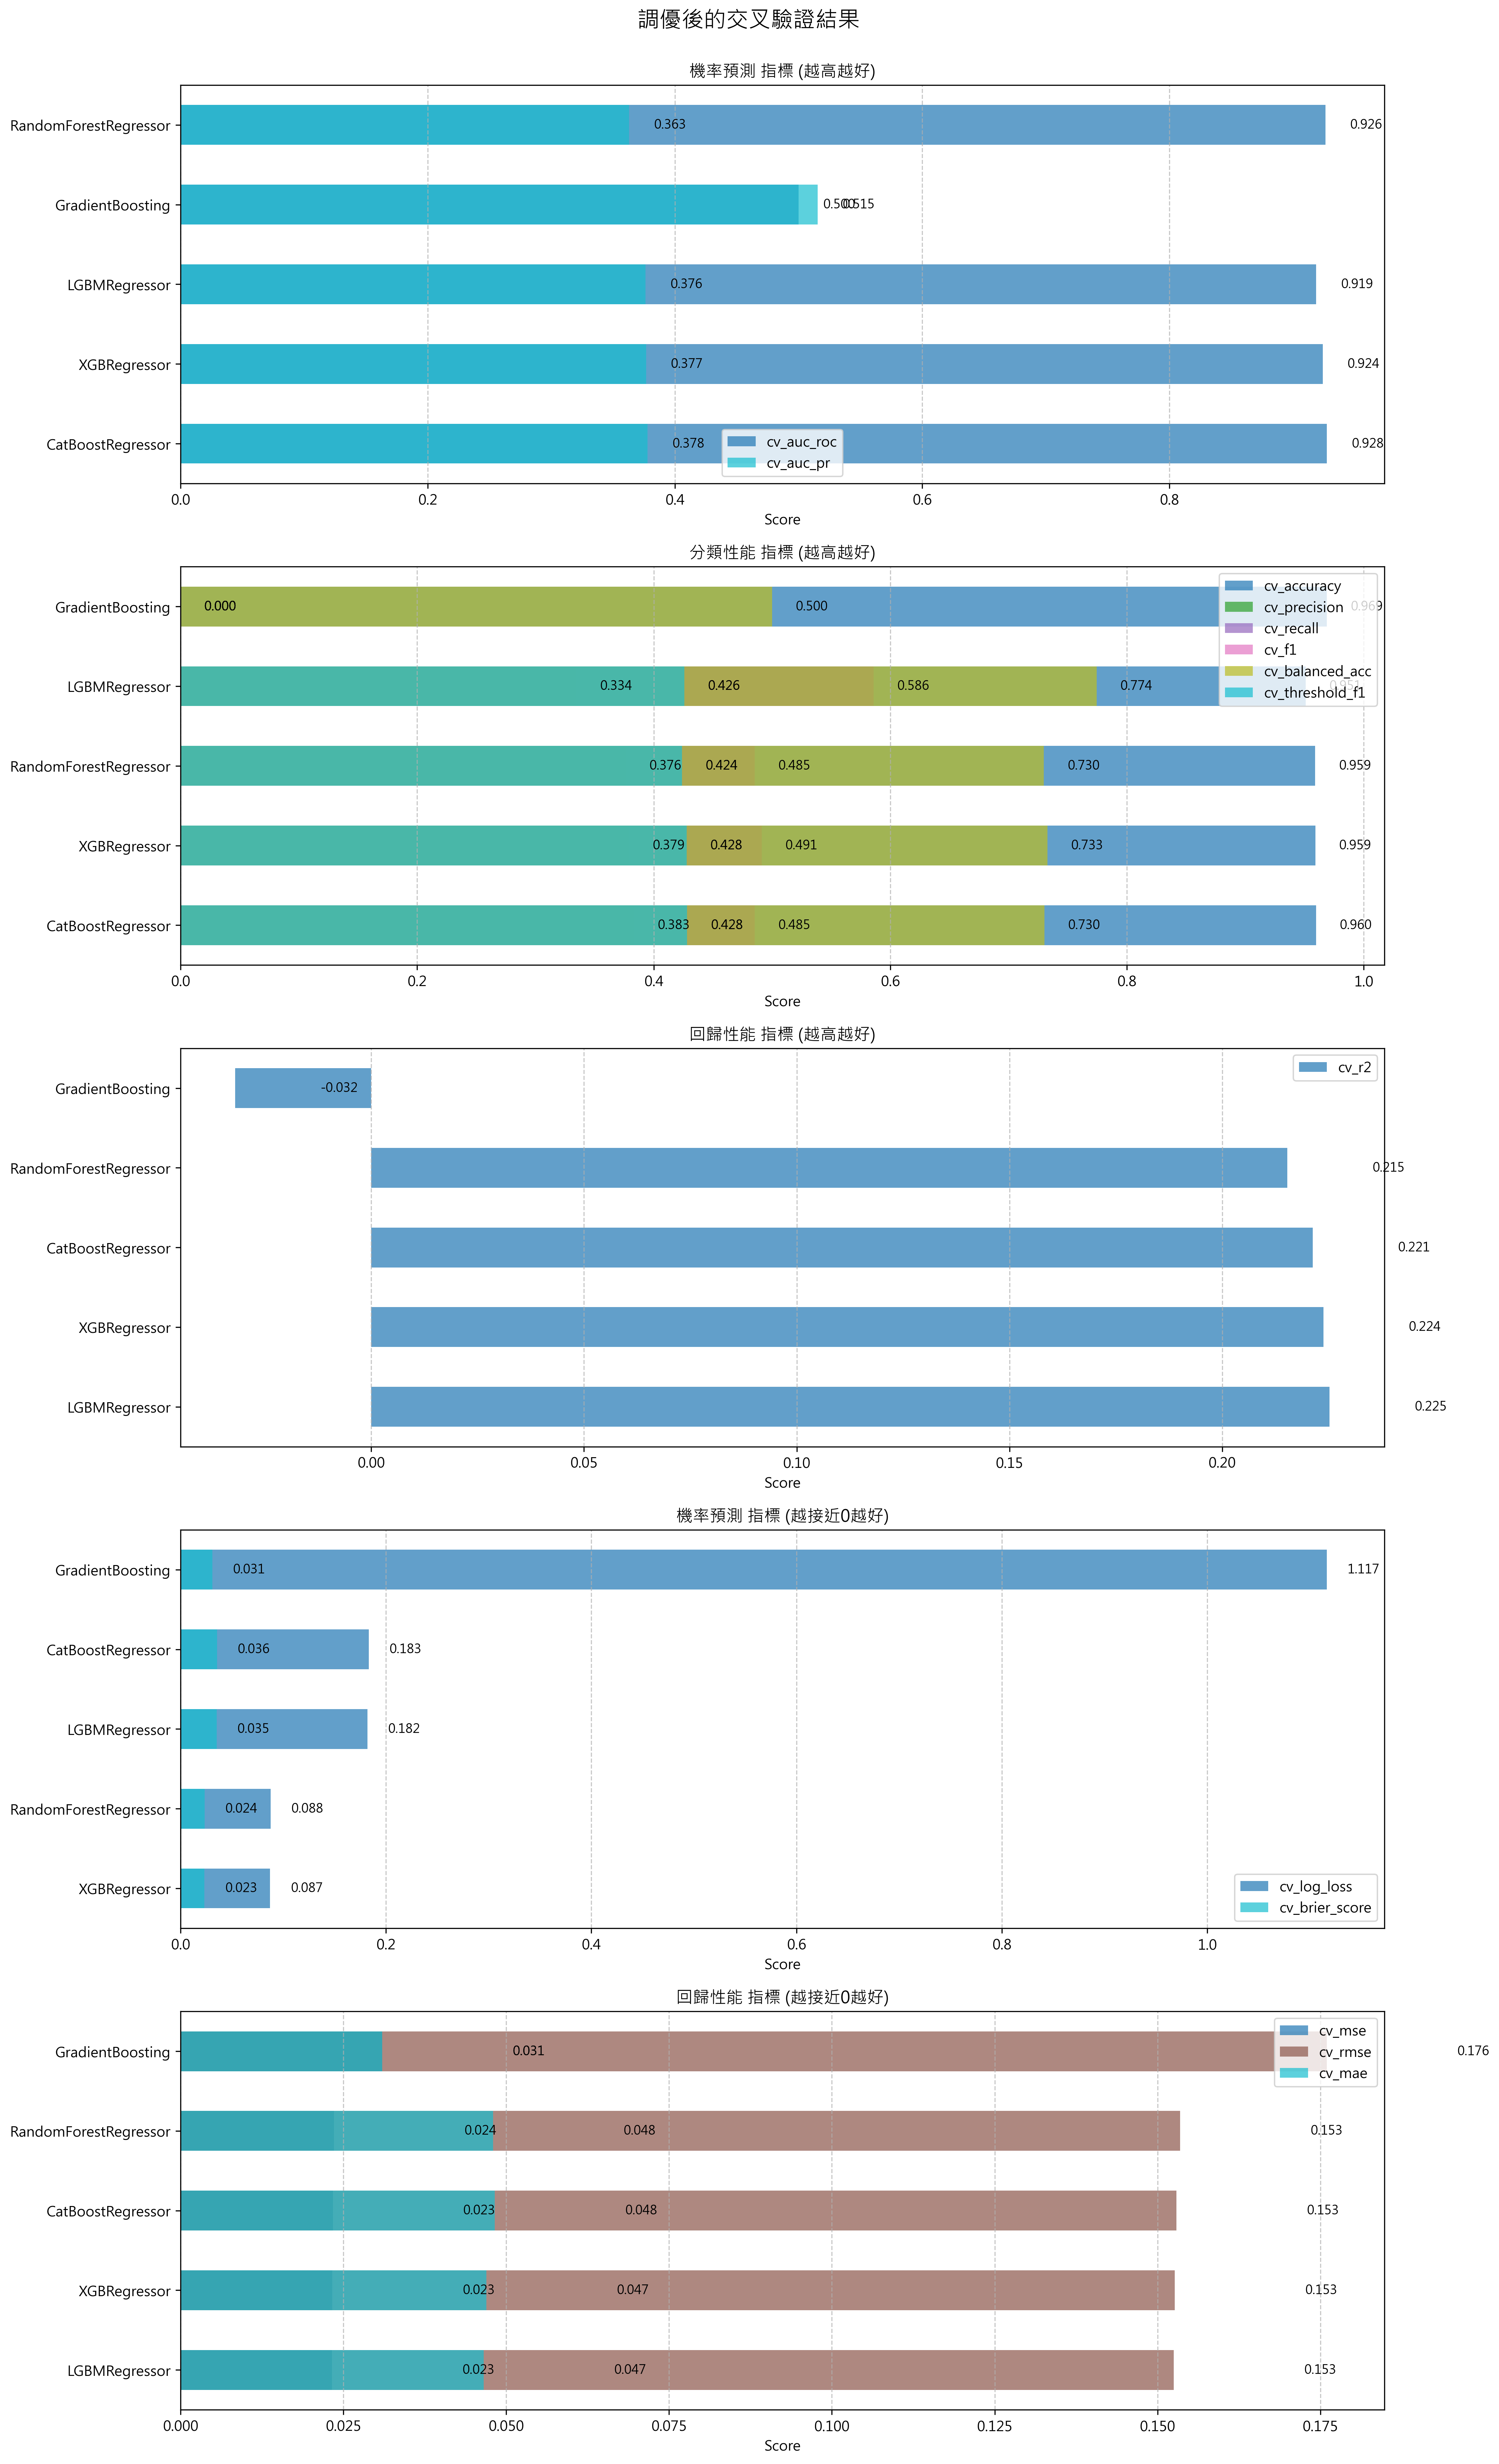 調優後的交叉驗證結果
機率預測 指標 (越高越好)
RandomForestRegressor 0.363 0.926
GradientBoosting 0.500 0.515
LGBMRegressor 0.376 0.919
XGBRegressor 0.377 0.924
CatBoostRegressor 0.378 0.928
cv_auc_roc
cv_auc_pr
0.0 0.2 0.4 0.6 0.8
Score
分類性能 指標 (越高越好)
GradientBoosting 0.000 0.500 0.969
LGBMRegressor 0.334 0.426 0.586 0.774 0.951
RandomForestRegressor 0.376 0.424 0.485 0.730 0.959
XGBRegressor 0.379 0.428 0.491 0.733 0.959
CatBoostRegressor 0.383 0.428 0.485 0.730 0.960
cv_accuracy
cv_precision
cv_recall
cv_f1
cv_balanced_acc
cv_threshold_f1
0.0 0.2 0.4 0.6 0.8 1.0
Score
回歸性能 指標 (越高越好)
GradientBoosting -0.032
RandomForestRegressor 0.215
CatBoostRegressor 0.221
XGBRegressor 0.224
LGBMRegressor 0.225
cv_r2
0.00 0.05 0.10 0.15 0.20
Score
機率預測 指標 (越接近0越好)
GradientBoosting 0.031 1.117
CatBoostRegressor 0.036 0.183
LGBMRegressor 0.035 0.182
RandomForestRegressor 0.024 0.088
XGBRegressor 0.023 0.087
cv_log_loss
cv_brier_score
0.0 0.2 0.4 0.6 0.8 1.0
Score
回歸性能 指標 (越接近0越好)
GradientBoosting 0.031 0.176
RandomForestRegressor 0.024 0.048 0.153
CatBoostRegressor 0.023 0.048 0.153
XGBRegressor 0.023 0.047 0.153
LGBMRegressor 0.023 0.047 0.153
cv_mse
cv_rmse
cv_mae
0.000 0.025 0.050 0.075 0.100 0.125 0.150 0.175
Score